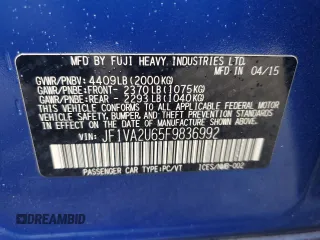 MFD BY FUJI HEAVY INDUSTRIES LTD.
MFD IN 04/15
GVWR/PNBV: 4409LB (2000KG)
GAWR/PNBE:FRONT- 2370LB (1075KG)
GAWR/PNBE:REAR - 2293LB (1040KG)
THIS VEHICLE CONFORMS TO ALL APPLICABLE
FEDERAL MOTOR VEHICLE SAFETY,
BUMPER, AND THEFT PREVENTION STANDARDS
IN EFFECT ON THE DATE OF MANUFACTURE
SHOWN ABOVE.
VIN: JF1VA2U65F9836992
PASSENGER CAR TYPE:PC/VT ICES/NMB-002
© DREAMBID
DREAMBID.COM